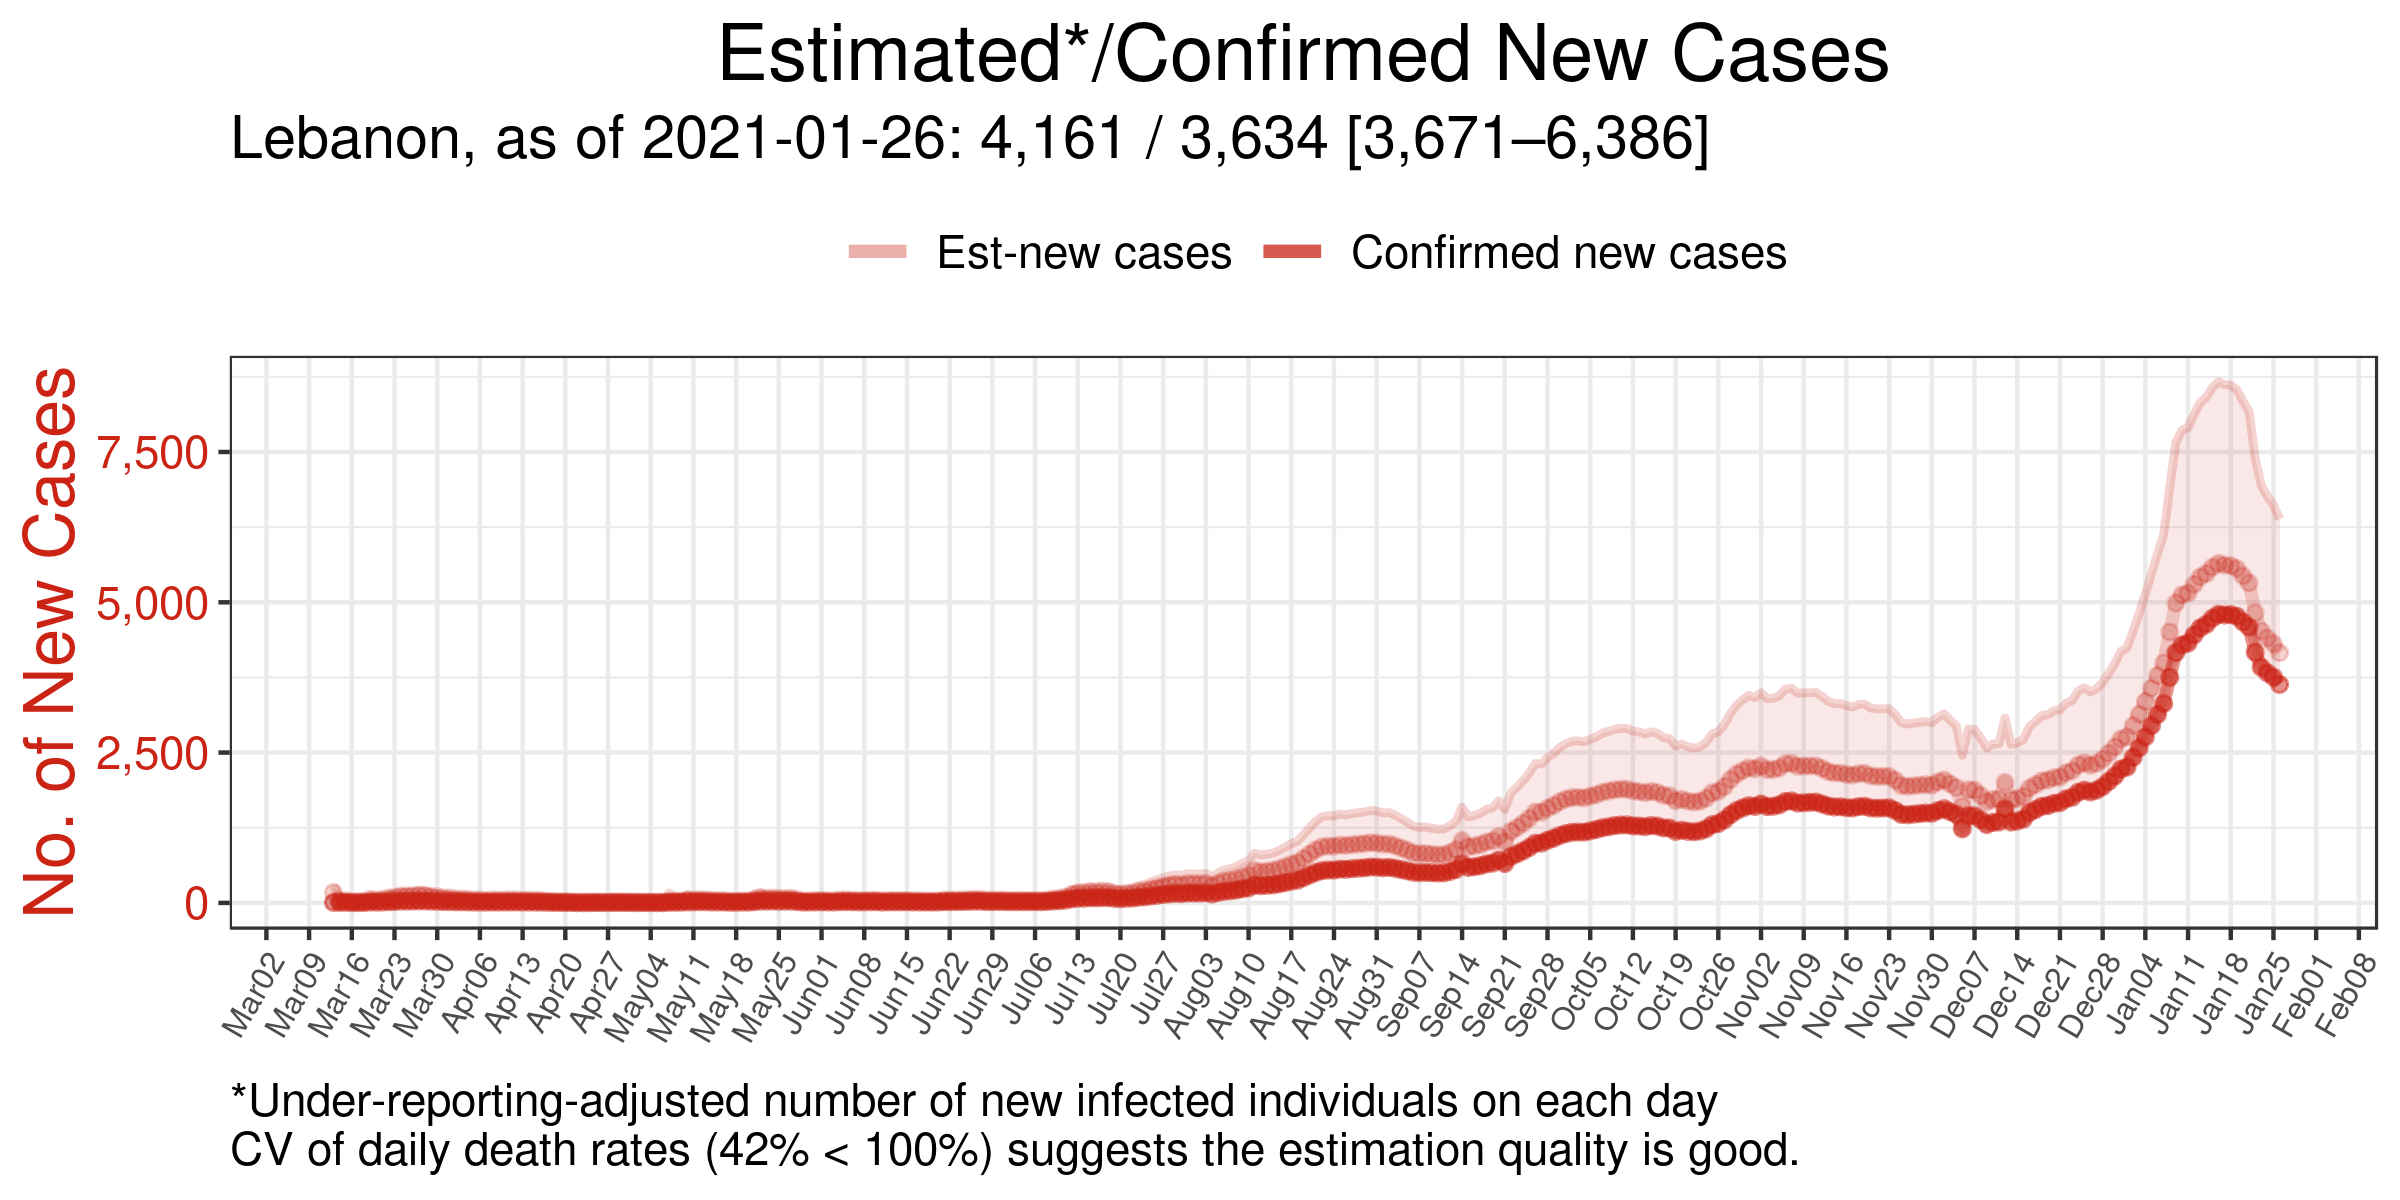 Estimated*/Confirmed New Cases
Lebanon, as of 2021-01-26: 4,161 / 3,634 [3,671–6,386]
Est-new cases Confirmed new cases
No. of New Cases
7,500
5,000
2,500
0
Mar02 Mar09 Mar16 Mar23 Mar30 Apr06 Apr13 Apr20 Apr27 May04 May11 May18 May25 Jun01 Jun08 Jun15 Jun22 Jun29 Jul06 Jul13 Jul20 Jul27 Aug03 Aug10 Aug17 Aug24 Aug31 Sep07 Sep14 Sep21 Sep28 Oct05 Oct12 Oct19 Oct26 Nov02 Nov09 Nov16 Nov23 Nov30 Dec07 Dec14 Dec21 Dec28 Jan04 Jan11 Jan18 Jan25 Feb01 Feb08
*Under-reporting-adjusted number of new infected individuals on each day
CV of daily death rates (42% < 100%) suggests the estimation quality is good.